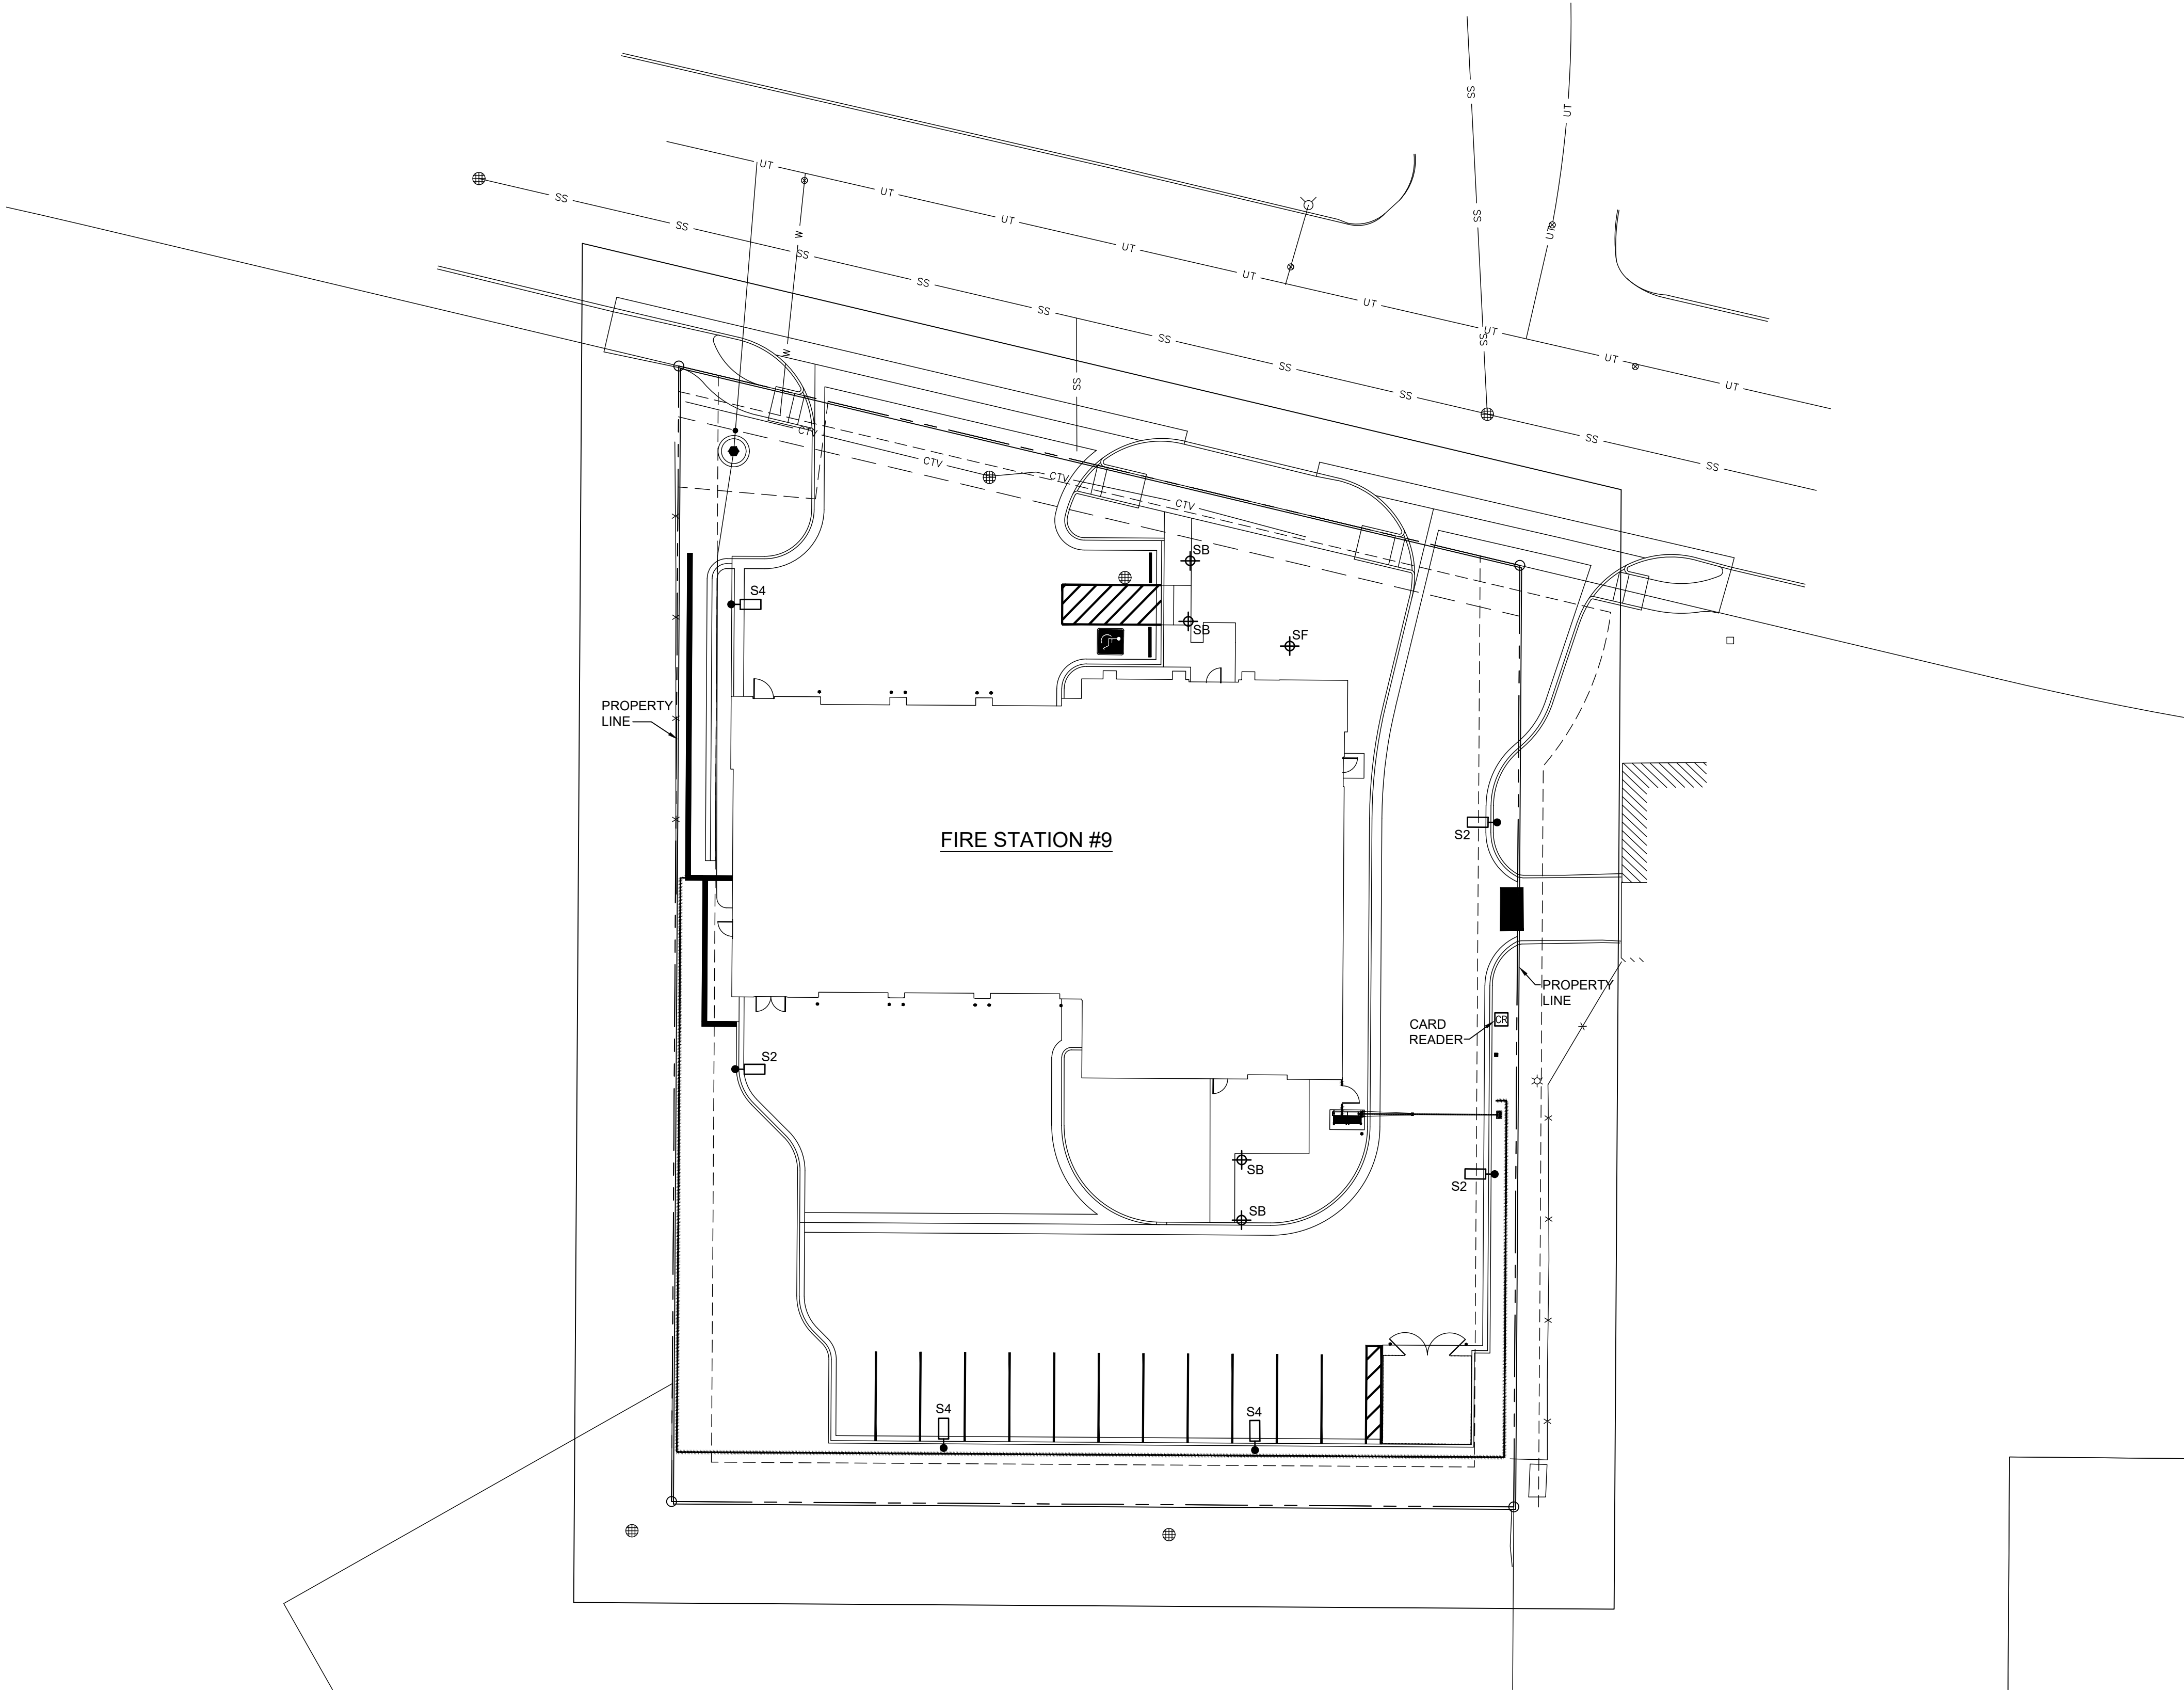 SS
UT
UT
UT
SS
W
SS
UT
SS
UT
SS
UT
SS
UT
SS
UT
SS
UT
SS
SS
UT
W
SS
UT
SS
SS
SS
SS
CTV
CTV
CTV
CTV
SB
S4
SB
SF
PROPERTY
LINE
S2
FIRE STATION #9
PROPERTY
LINE
CARD
READER
CR
S2
SB
S2
SB
S4
S4